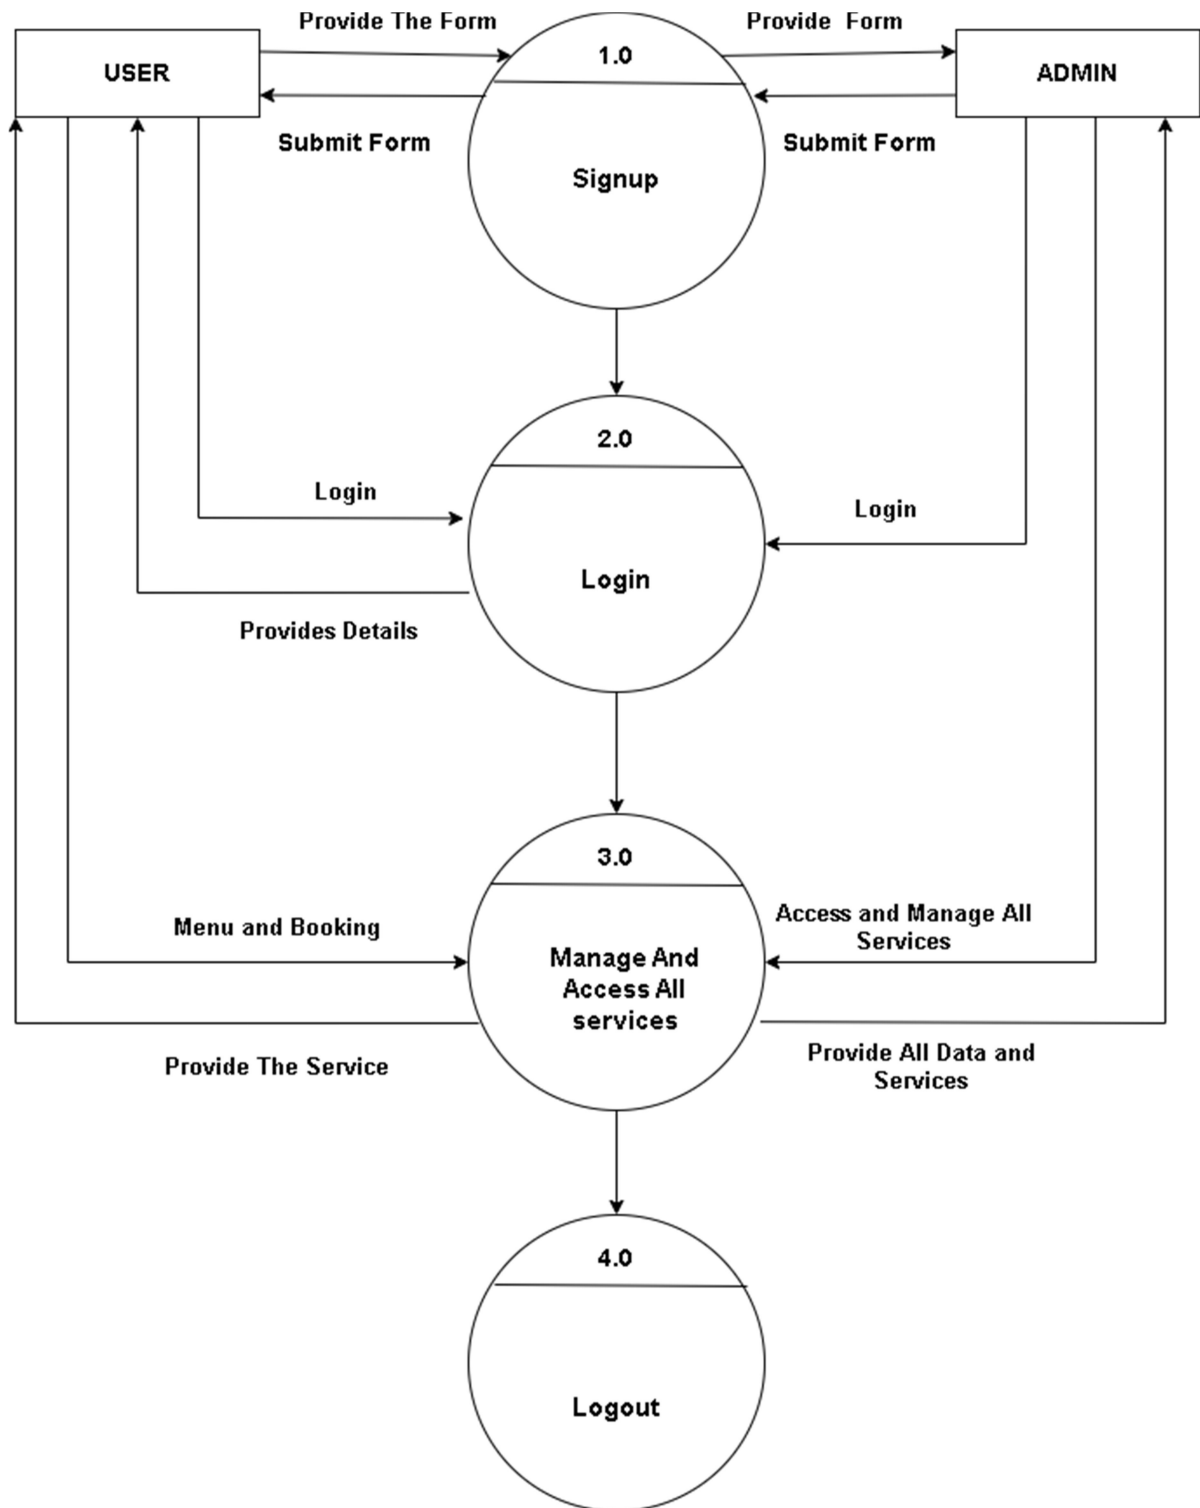 Provide The Form
Provide  Form
USER
1.0
ADMIN
Submit Form
Submit Form
Signup
2.0
Login
Login
Login
Provides Details
3.0
Menu and Booking
Access and Manage All
Services
Manage And
Access All
services
Provide The Service
Provide All Data and
Services
4.0
Logout